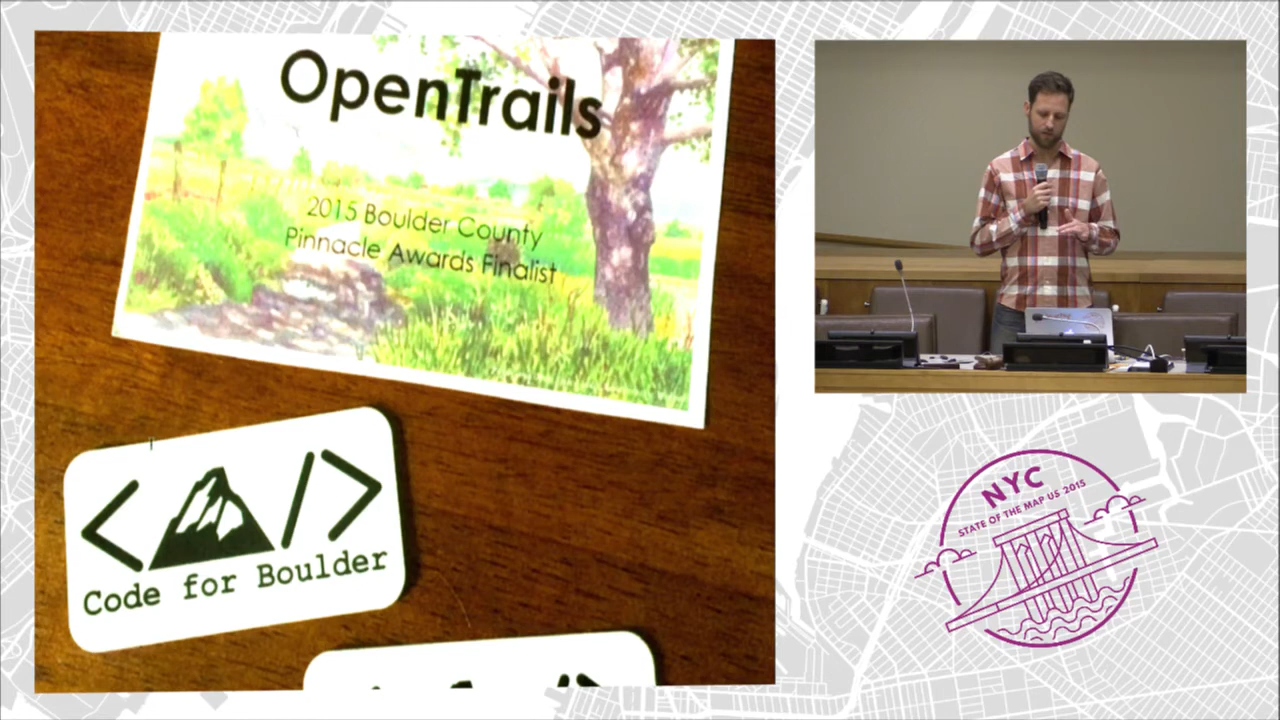 OpenTrails
2015 Boulder County
Pinnacle Awards Finalist
</>
Code for Boulder
NYC
STATE OF THE MAP US 2015